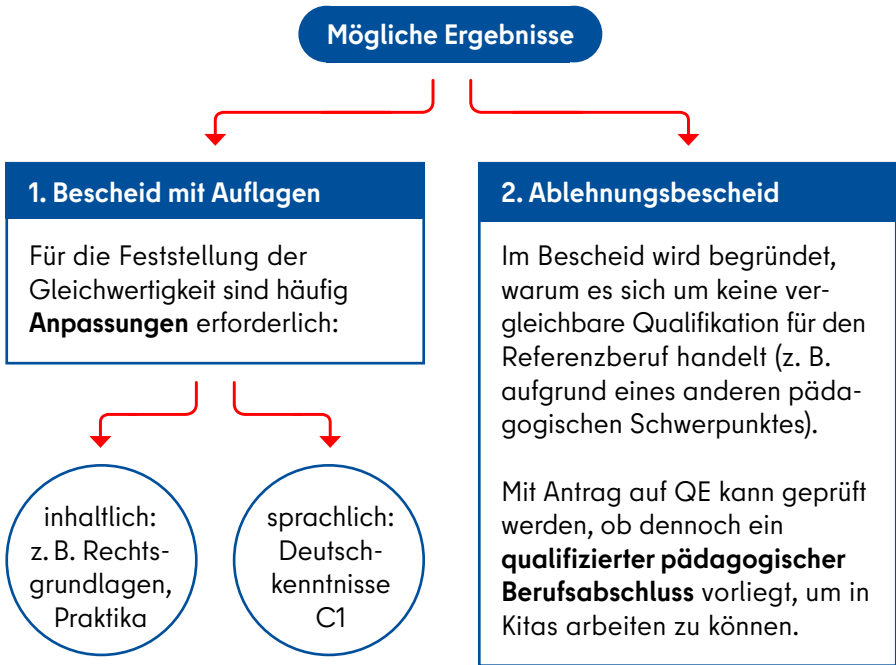 Mögliche Ergebnisse
1. Bescheid mit Auflagen
Für die Feststellung der
Gleichwertigkeit sind häufig
Anpassungen erforderlich:
inhaltlich:
z. B. Rechts-
grundlagen,
Praktika
sprachlich:
Deutsch-
kenntnisse
C1
2. Ablehnungsbescheid
Im Bescheid wird begründet,
warum es sich um keine ver-
gleichbare Qualifikation für den
Referenzberuf handelt (z. B.
aufgrund eines anderen päda-
gogischen Schwerpunktes).
Mit Antrag auf QE kann geprüft
werden, ob dennoch ein
qualifizierter pädagogischer
Berufsabschluss vorliegt, um in
Kitas arbeiten zu können.